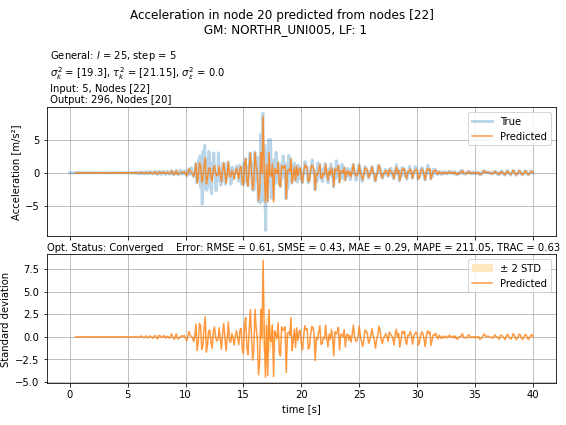 Acceleration in node 20 predicted from nodes [22]
GM: NORTHR_UNI005, LF: 1
General: l = 25, step = 5
σ²ₖ = [19.3], τ²ₖ = [21.15], σ²ε = 0.0
Input: 5, Nodes [22]
Output: 296, Nodes [20]
True
Predicted
Acceleration [m/s²]
5
0
−5
Opt. Status: Converged Error: RMSE = 0.61, SMSE = 0.43, MAE = 0.29, MAPE = 211.05, TRAC = 0.63
± 2 STD
Predicted
Standard deviation
7.5
5.0
2.5
0.0
−2.5
−5.0
0 5 10 15 20 25 30 35 40
time [s]